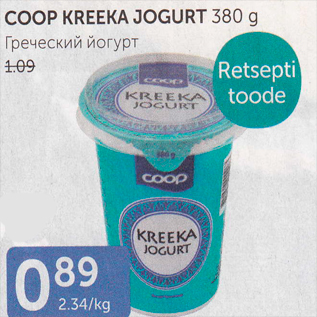 COOP KREEKA JOGURT 380 g
Греческий йогурт
1.09
Retsepti
toode
coop
KREEKA
JOGURT
380 g
coop
KREEKA
JOGURT
0 89
2.34/kg